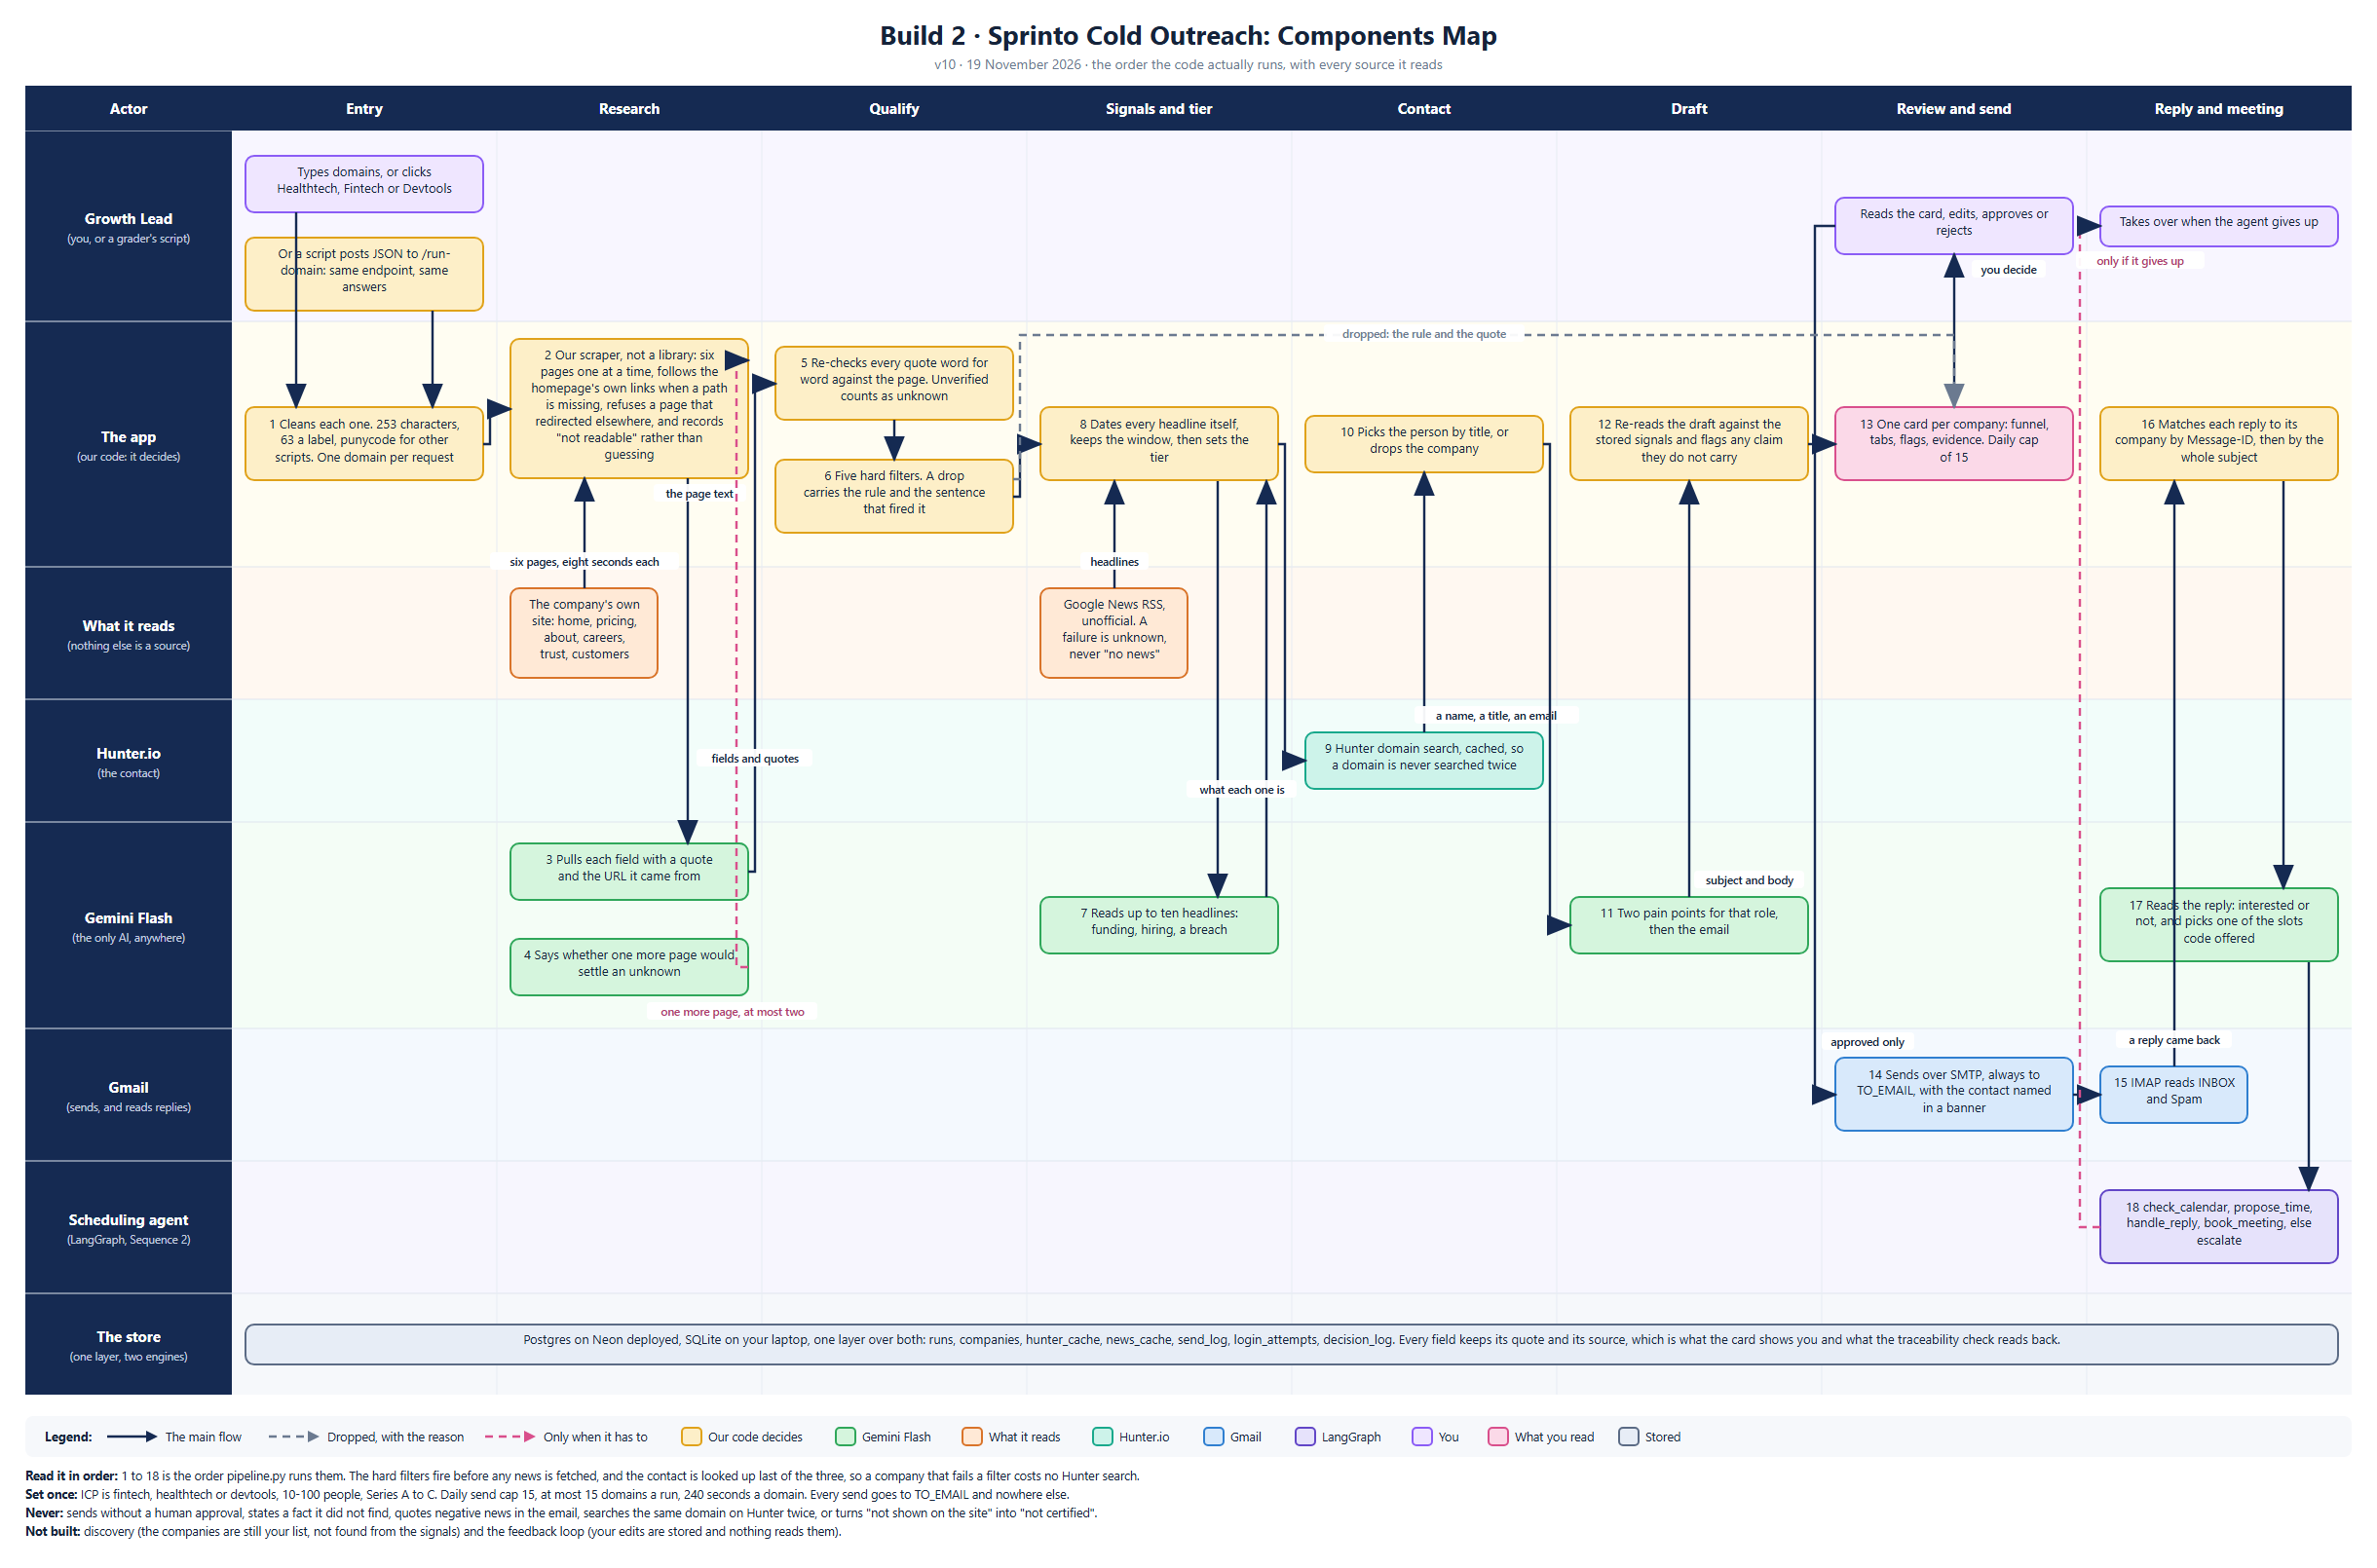 Build 2 · Sprinto Cold Outreach: Components Map
v10 · 19 November 2026 · the order the code actually runs, with every source it reads
Actor
Entry
Research
Qualify
Signals and tier
Contact
Draft
Review and send
Reply and meeting
Growth Lead
(you, or a grader's script)
Types domains, or clicks
Healthtech, Fintech or Devtools
Or a script posts JSON to /run-
domain: same endpoint, same
answers
Reads the card, edits, approves or
rejects
Takes over when the agent gives up
you decide
only if it gives up
The app
(our code: it decides)
dropped: the rule and the quote
1 Cleans each one. 253 characters,
63 a label, punycode for other
scripts. One domain per request
2 Our scraper, not a library: six
pages one at a time, follows the
homepage's own links when a path
is missing, refuses a page that
redirected elsewhere, and records
"not readable" rather than
guessing
the page text
5 Re-checks every quote word for
word against the page. Unverified
counts as unknown
6 Five hard filters. A drop
carries the rule and the sentence
that fired it
8 Dates every headline itself,
keeps the window, then sets the
tier
10 Picks the person by title, or
drops the company
12 Re-reads the draft against the
stored signals and flags any claim
they do not carry
13 One card per company: funnel,
tabs, flags, evidence. Daily cap
of 15
16 Matches each reply to its
company by Message-ID, then by the
whole subject
six pages, eight seconds each
headlines
What it reads
(nothing else is a source)
The company's own
site: home, pricing,
about, careers,
trust, customers
Google News RSS,
unofficial. A
failure is unknown,
never "no news"
Hunter.io
(the contact)
a name, a title, an email
9 Hunter domain search, cached, so
a domain is never searched twice
fields and quotes
what each one is
Gemini Flash
(the only AI, anywhere)
3 Pulls each field with a quote
and the URL it came from
4 Says whether one more page would
settle an unknown
one more page, at most two
7 Reads up to ten headlines:
funding, hiring, a breach
subject and body
11 Two pain points for that role,
then the email
17 Reads the reply: interested or
not, and picks one of the slots
code offered
Gmail
(sends, and reads replies)
approved only
14 Sends over SMTP, always to
TO_EMAIL, with the contact named
in a banner
a reply came back
15 IMAP reads INBOX
and Spam
Scheduling agent
(LangGraph, Sequence 2)
18 check_calendar, propose_time,
handle_reply, book_meeting, else
escalate
The store
(one layer, two engines)
Postgres on Neon deployed, SQLite on your laptop, one layer over both: runs, companies, hunter_cache, news_cache, send_log, login_attempts, decision_log. Every field keeps its quote and its source, which is what the card shows you and what the traceability check reads back.
Legend: The main flow Dropped, with the reason Only when it has to Our code decides Gemini Flash What it reads Hunter.io Gmail LangGraph You What you read Stored
Read it in order: 1 to 18 is the order pipeline.py runs them. The hard filters fire before any news is fetched, and the contact is looked up last of the three, so a company that fails a filter costs no Hunter search.
Set once: ICP is fintech, healthtech or devtools, 10-100 people, Series A to C. Daily send cap 15, at most 15 domains a run, 240 seconds a domain. Every send goes to TO_EMAIL and nowhere else.
Never: sends without a human approval, states a fact it did not find, quotes negative news in the email, searches the same domain on Hunter twice, or turns "not shown on the site" into "not certified".
Not built: discovery (the companies are still your list, not found from the signals) and the feedback loop (your edits are stored and nothing reads them).